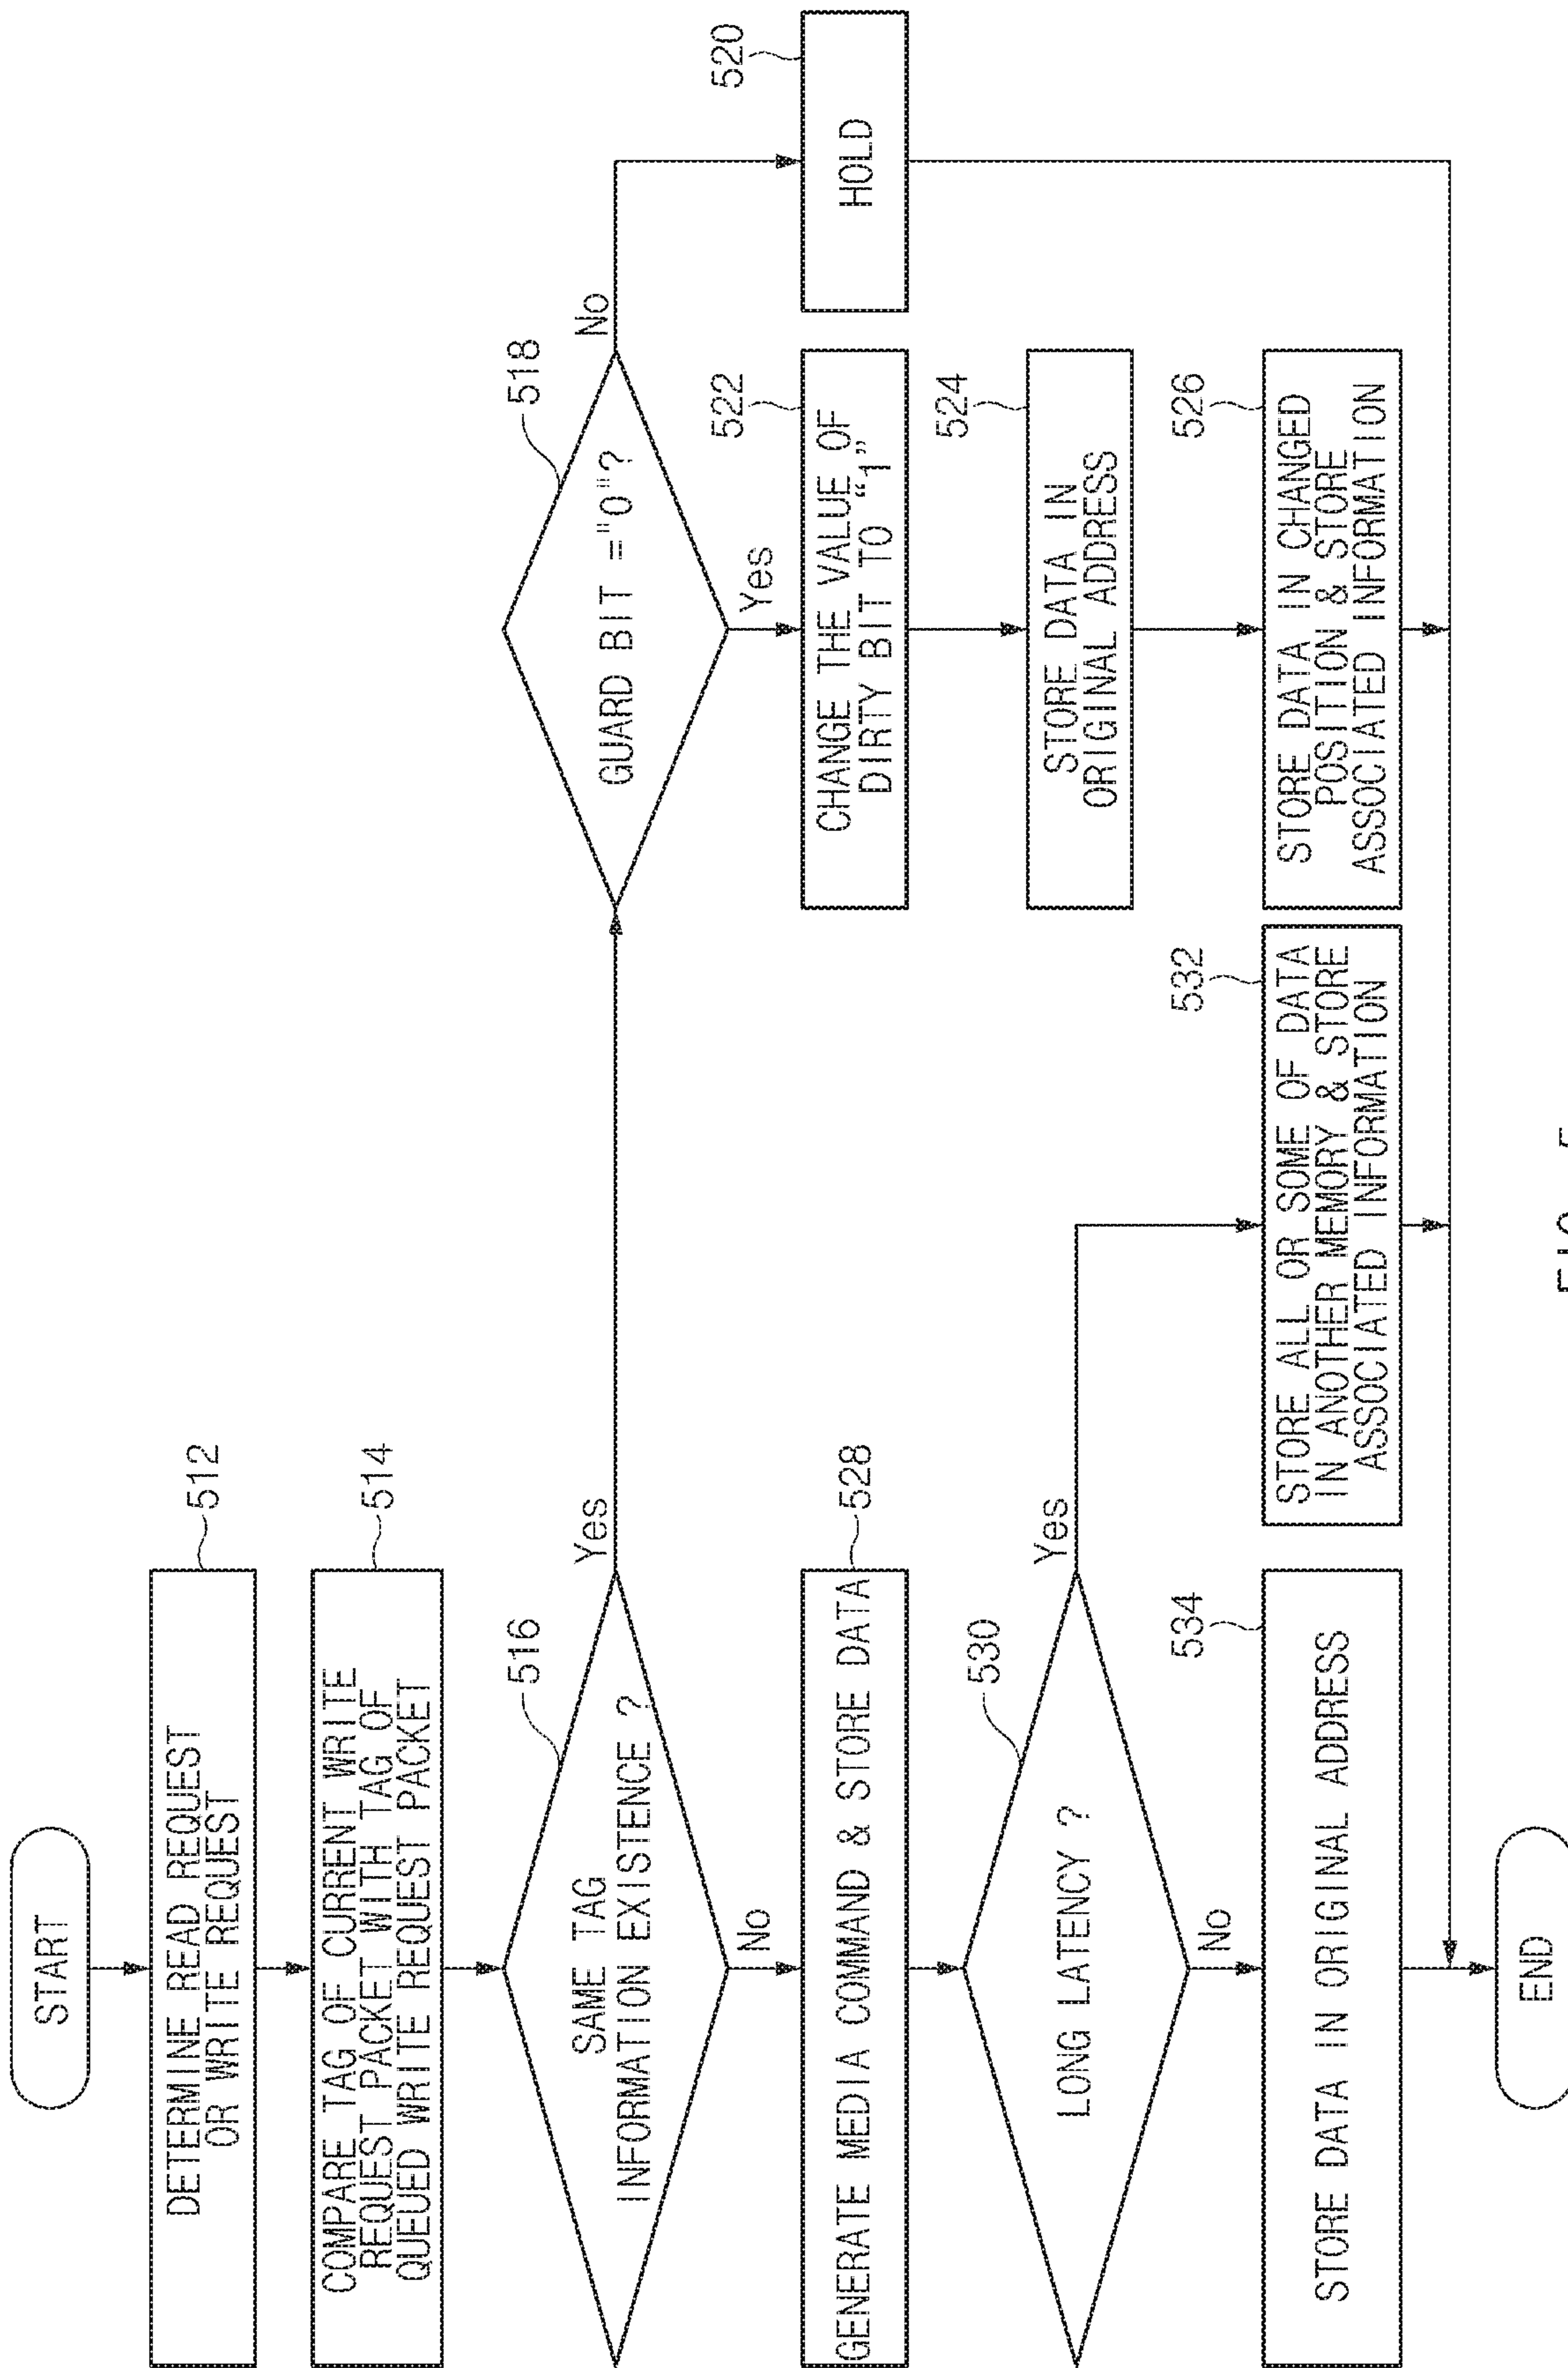 START
DETERMINE READ REQUEST
OR WRITE REQUEST
512
COMPARE TAG OF CURRENT WRITE
REQUEST PACKET WITH TAG OF
QUEUED WRITE REQUEST PACKET
514
SAME TAG
INFORMATION EXISTENCE ?
516
Yes
No
GUARD BIT ="0"?
518
No
Yes
HOLD
520
CHANGE THE VALUE OF
DIRTY BIT TO “1”
522
STORE DATA IN
ORIGINAL ADDRESS
524
STORE DATA IN CHANGED
POSITION & STORE
ASSOCIATED INFORMATION
526
GENERATE MEDIA COMMAND & STORE DATA
528
LONG LATENCY ?
530
Yes
No
STORE ALL OR SOME OF DATA
IN ANOTHER MEMORY & STORE
ASSOCIATED INFORMATION
532
STORE DATA IN ORIGINAL ADDRESS
534
END